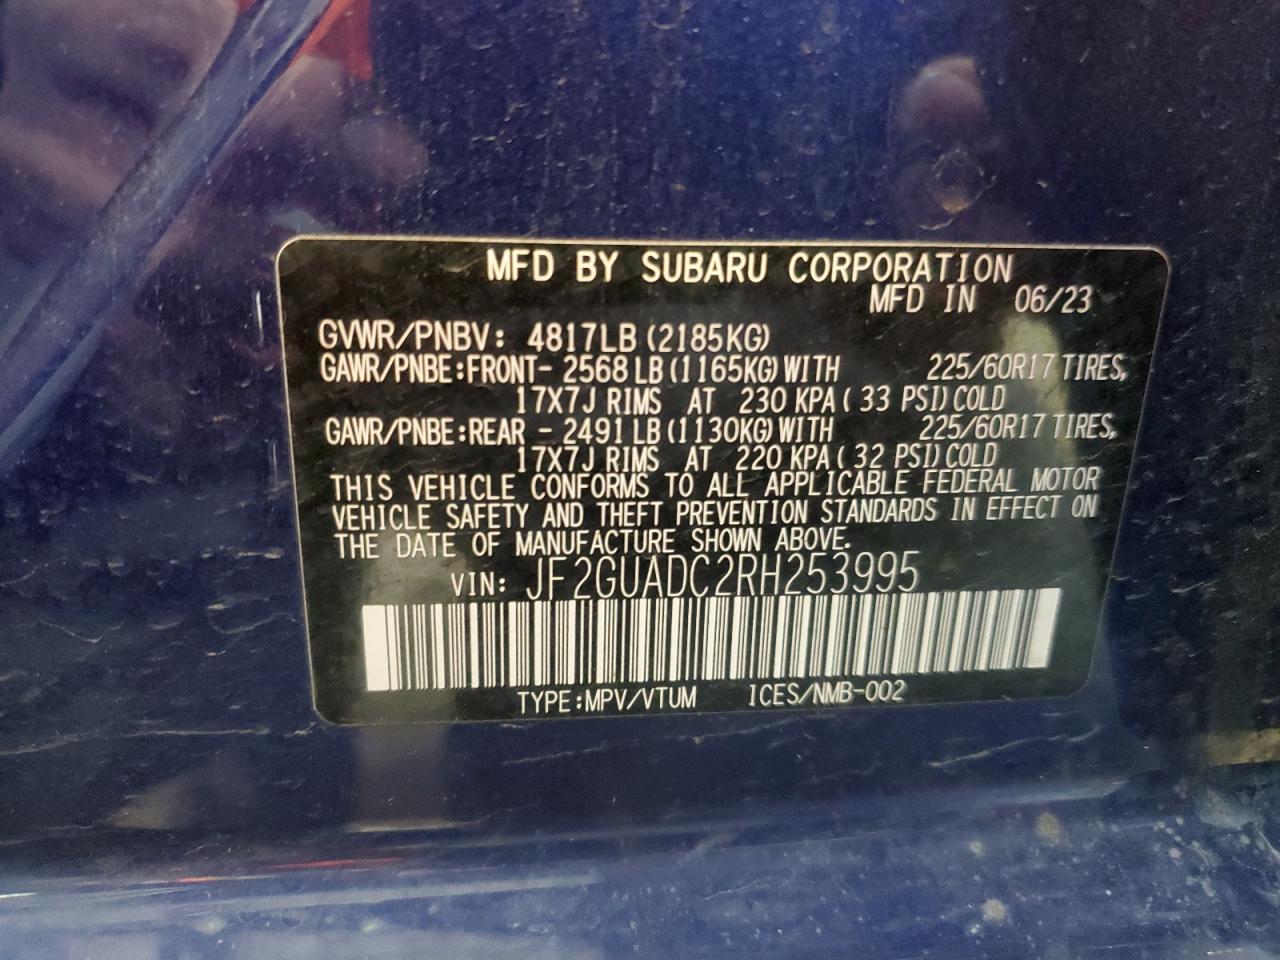 MFD BY SUBARU CORPORATION
MFD IN 06/23
GVWR/PNBV: 4817LB (2185KG)
GAWR/PNBE:FRONT- 2568 LB (1165KG) WITH 225/60R17 TIRES,
17X7J RIMS AT 230 KPA ( 33 PSI) COLD
GAWR/PNBE:REAR - 2491 LB (1130KG) WITH 225/60R17 TIRES,
17X7J RIMS AT 220 KPA ( 32 PSI) COLD
THIS VEHICLE CONFORMS TO ALL APPLICABLE FEDERAL MOTOR
VEHICLE SAFETY AND THEFT PREVENTION STANDARDS IN EFFECT ON
THE DATE OF MANUFACTURE SHOWN ABOVE.
VIN: JF2GUADC2RH253995
TYPE:MPV/VTUM ICES/NMB-002